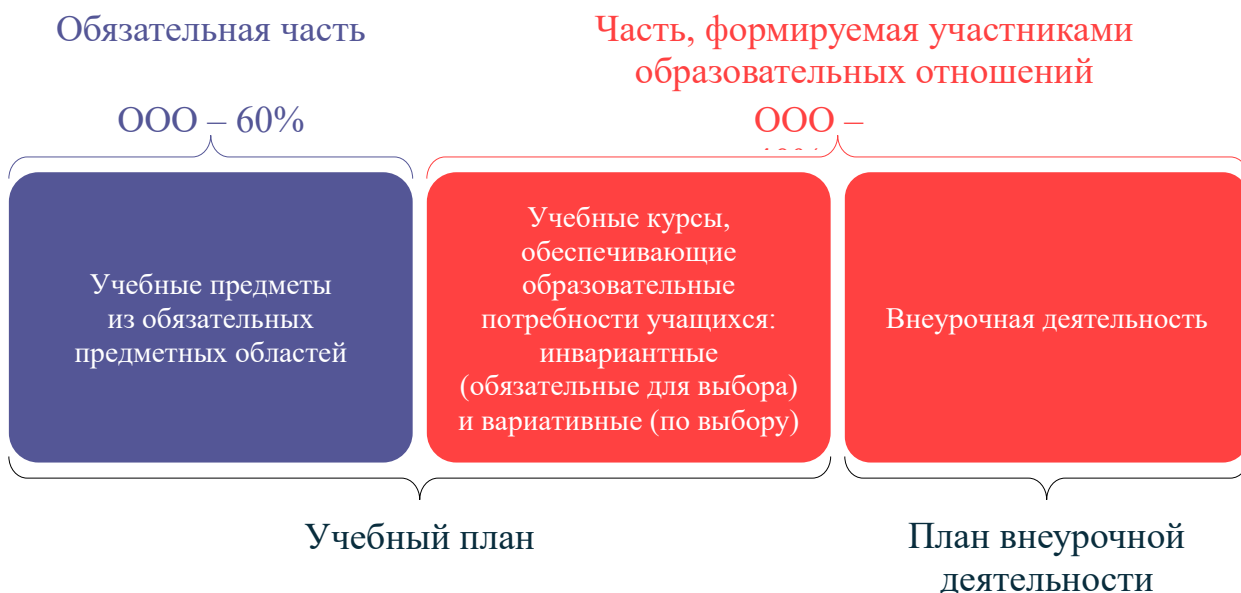 Обязательная часть
Часть, формируемая участниками
образовательных отношений
ООО – 60%
ООО –
Учебные предметы
из обязательных
предметных областей
Учебные курсы,
обеспечивающие
образовательные
потребности учащихся:
инвариантные
(обязательные для выбора)
и вариативные (по выбору)
Внеурочная деятельность
Учебный план
План внеурочной
деятельности